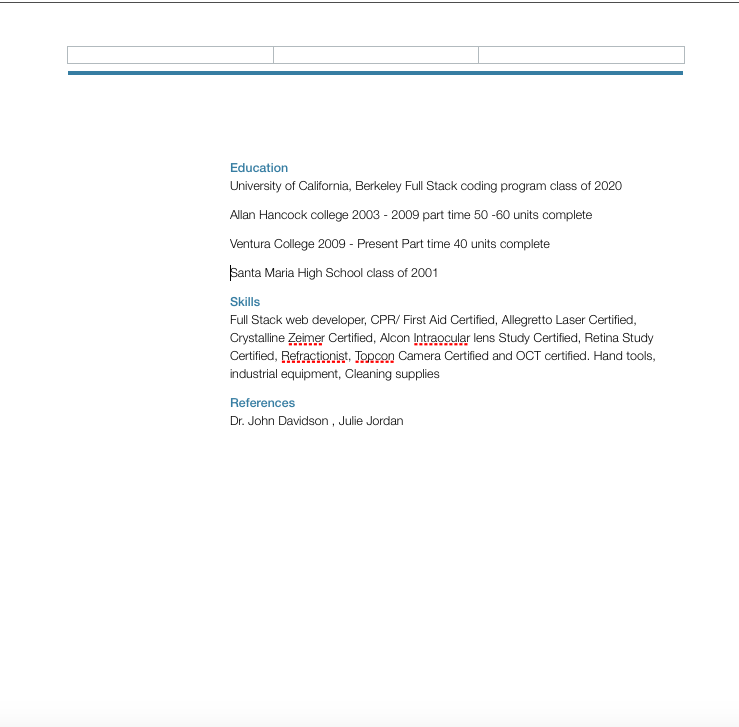 Education
University of California, Berkeley Full Stack coding program class of 2020
Allan Hancock college 2003 - 2009 part time 50 -60 units complete
Ventura College 2009 - Present Part time 40 units complete
Santa Maria High School class of 2001
Skills
Full Stack web developer, CPR/ First Aid Certified, Allegretto Laser Certified,
Crystalline Zeimer Certified, Alcon Intraocular lens Study Certified, Retina Study
Certified, Refractionist, Topcon Camera Certified and OCT certified. Hand tools,
industrial equipment, Cleaning supplies
References
Dr. John Davidson , Julie Jordan